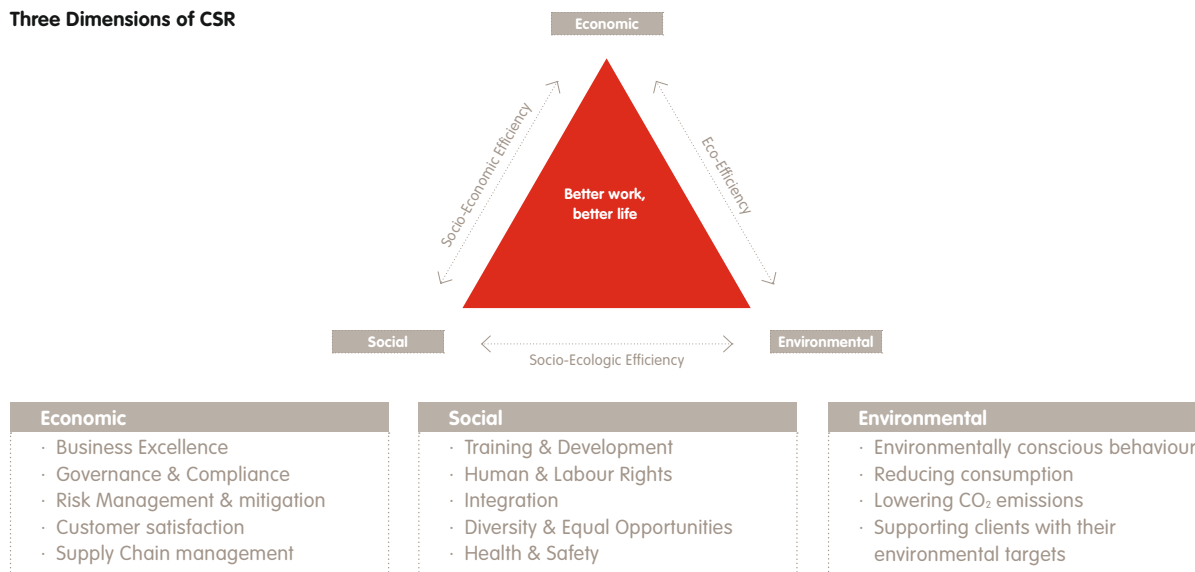 Three Dimensions of CSR
Economic
Socio-Economic Efficiency
Eco-Efficiency
Better work,
better life
Social
Environmental
Socio-Ecologic Efficiency
Economic
· Business Excellence
· Governance & Compliance
· Risk Management & mitigation
· Customer satisfaction
· Supply Chain management
Social
· Training & Development
· Human & Labour Rights
· Integration
· Diversity & Equal Opportunities
· Health & Safety
Environmental
· Environmentally conscious behaviour
· Reducing consumption
· Lowering CO₂ emissions
· Supporting clients with their
environmental targets